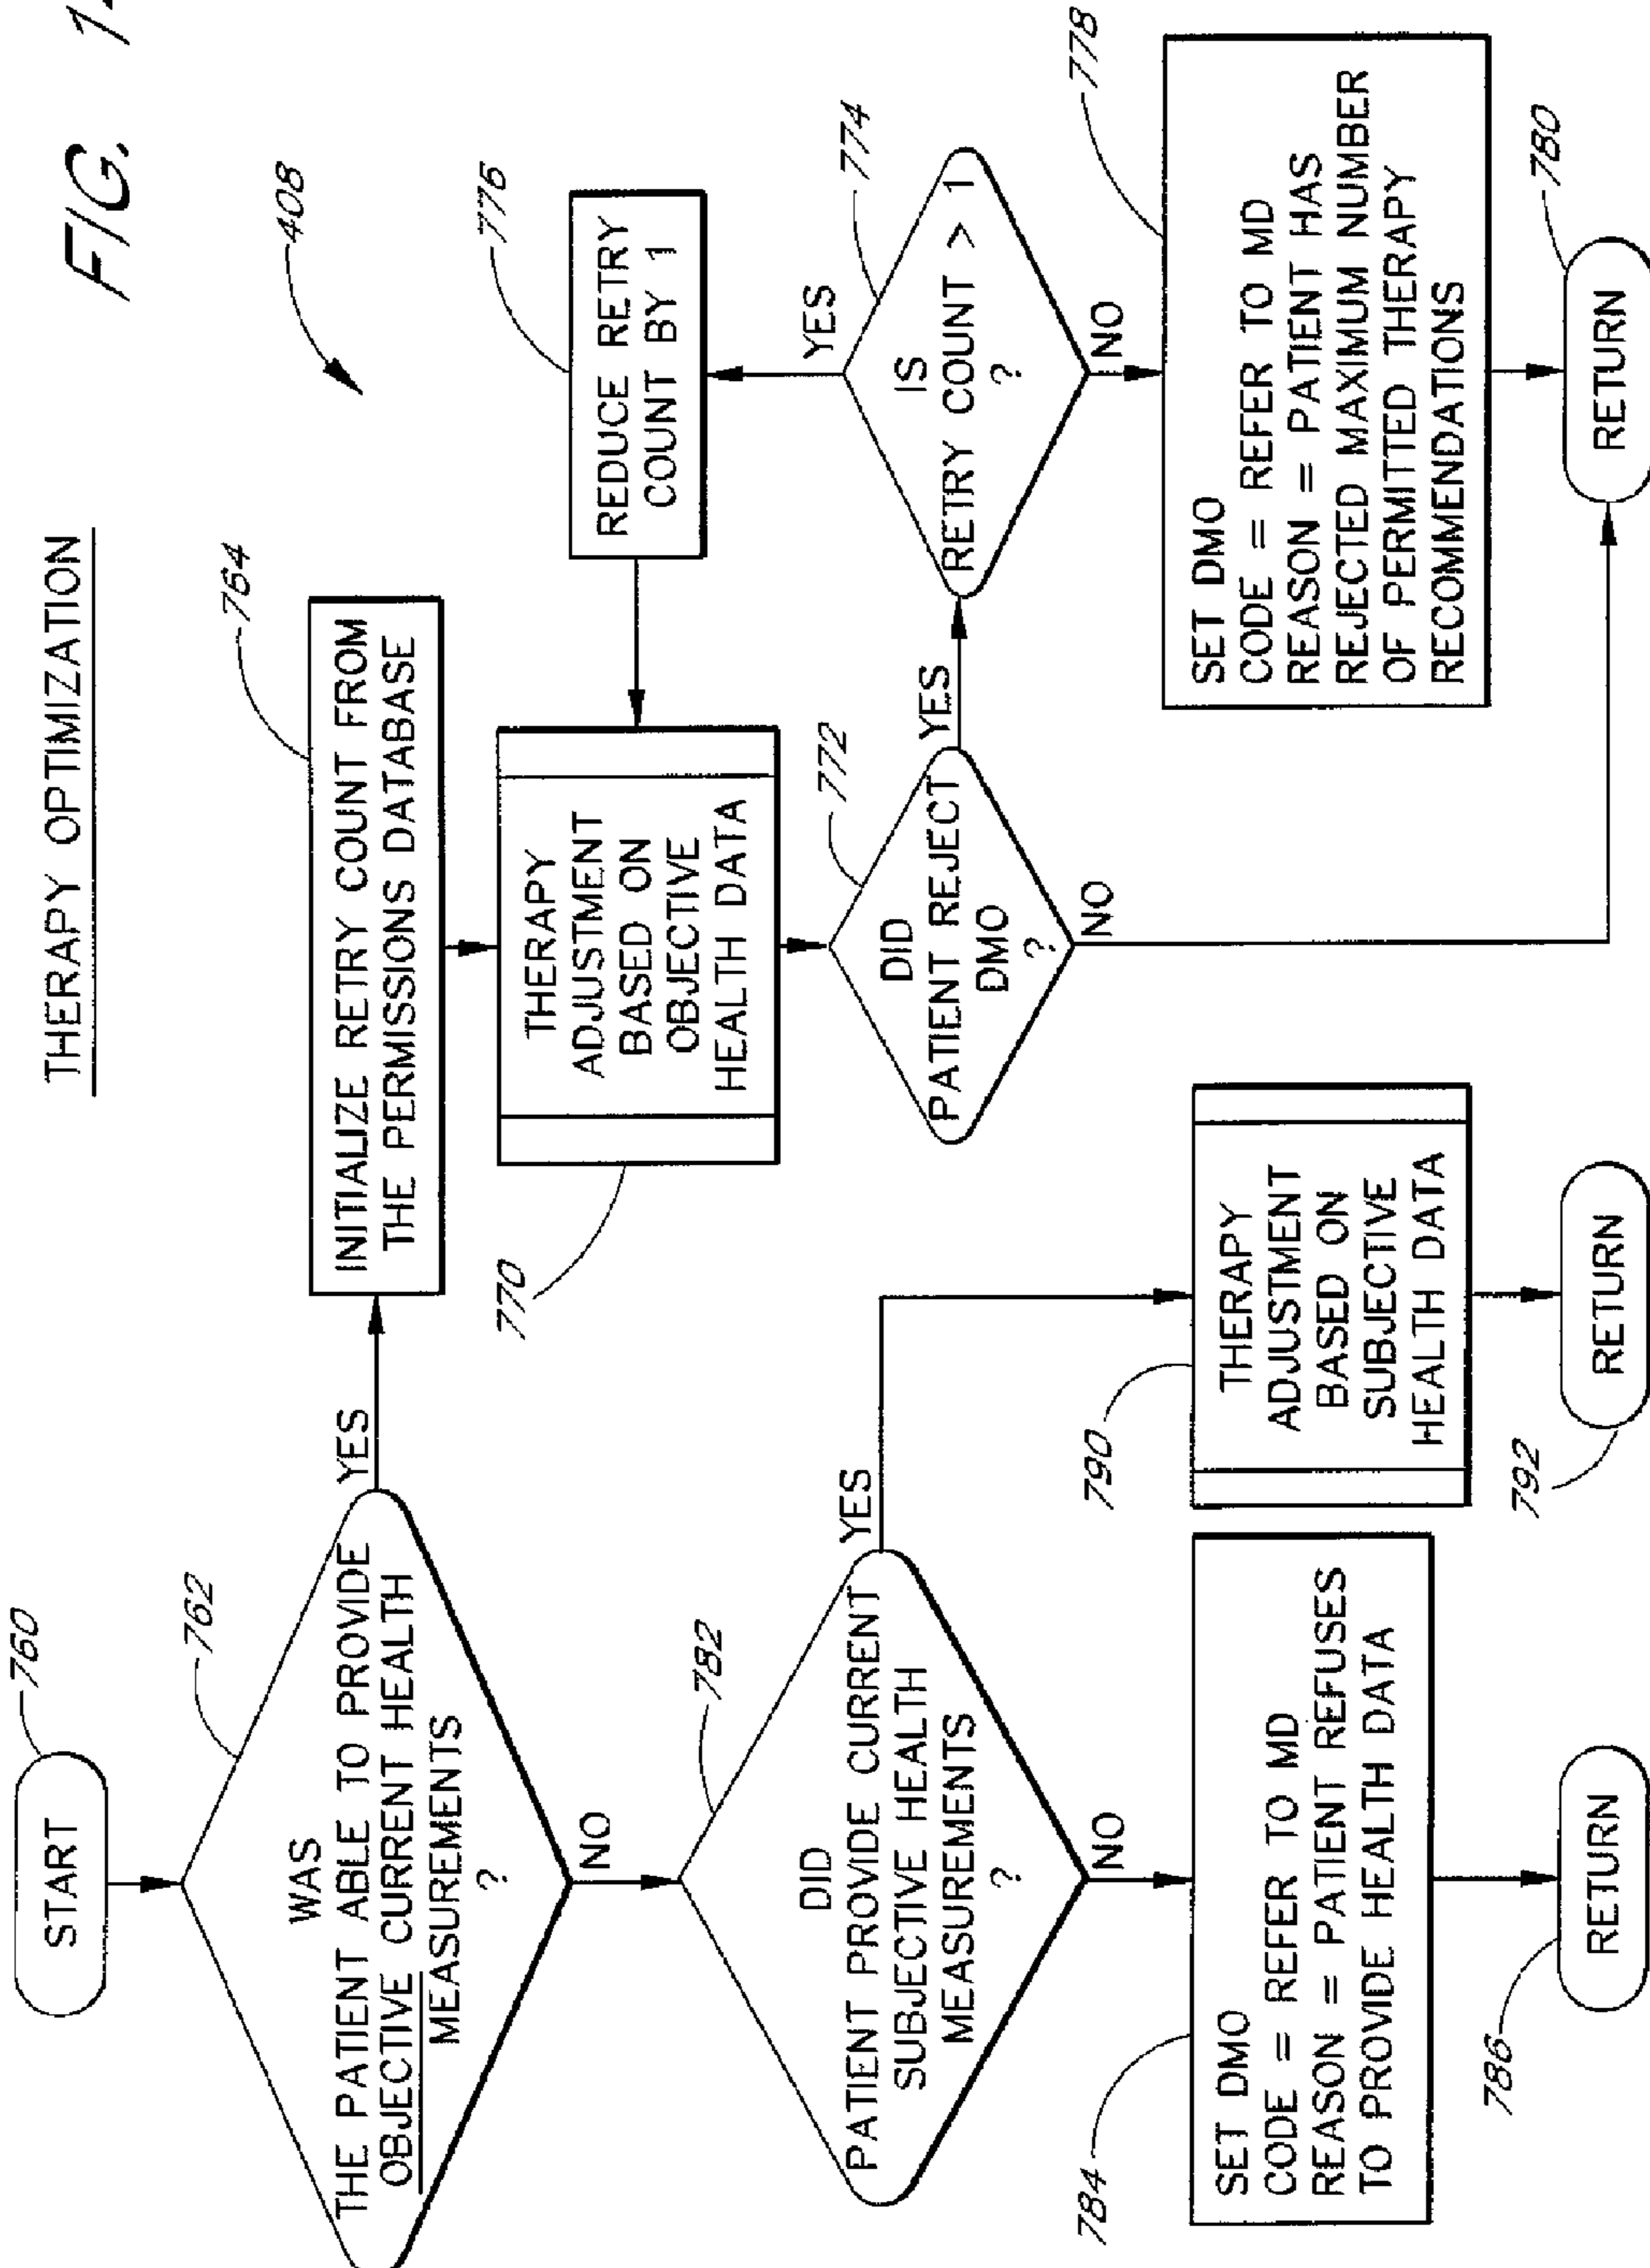 FIG. 1
THERAPY OPTIMIZATION
408
START
760
WAS
THE PATIENT ABLE TO PROVIDE
OBJECTIVE CURRENT HEALTH
MEASUREMENTS
?
762
YES
NO
INITIALIZE RETRY COUNT FROM
THE PERMISSIONS DATABASE
764
THERAPY
ADJUSTMENT
BASED ON
OBJECTIVE
HEALTH DATA
770
REDUCE RETRY
COUNT BY 1
776
DID
PATIENT REJECT
DMO
?
772
YES
NO
IS
RETRY COUNT > 1
?
774
YES
NO
SET DMO
CODE = REFER TO MD
REASON = PATIENT HAS
REJECTED MAXIMUM NUMBER
OF PERMITTED THERAPY
RECOMMENDATIONS
778
RETURN
780
DID
PATIENT PROVIDE CURRENT
SUBJECTIVE HEALTH
MEASUREMENTS
?
782
YES
NO
SET DMO
CODE = REFER TO MD
REASON = PATIENT REFUSES
TO PROVIDE HEALTH DATA
784
RETURN
786
THERAPY
ADJUSTMENT
BASED ON
SUBJECTIVE
HEALTH DATA
790
RETURN
792